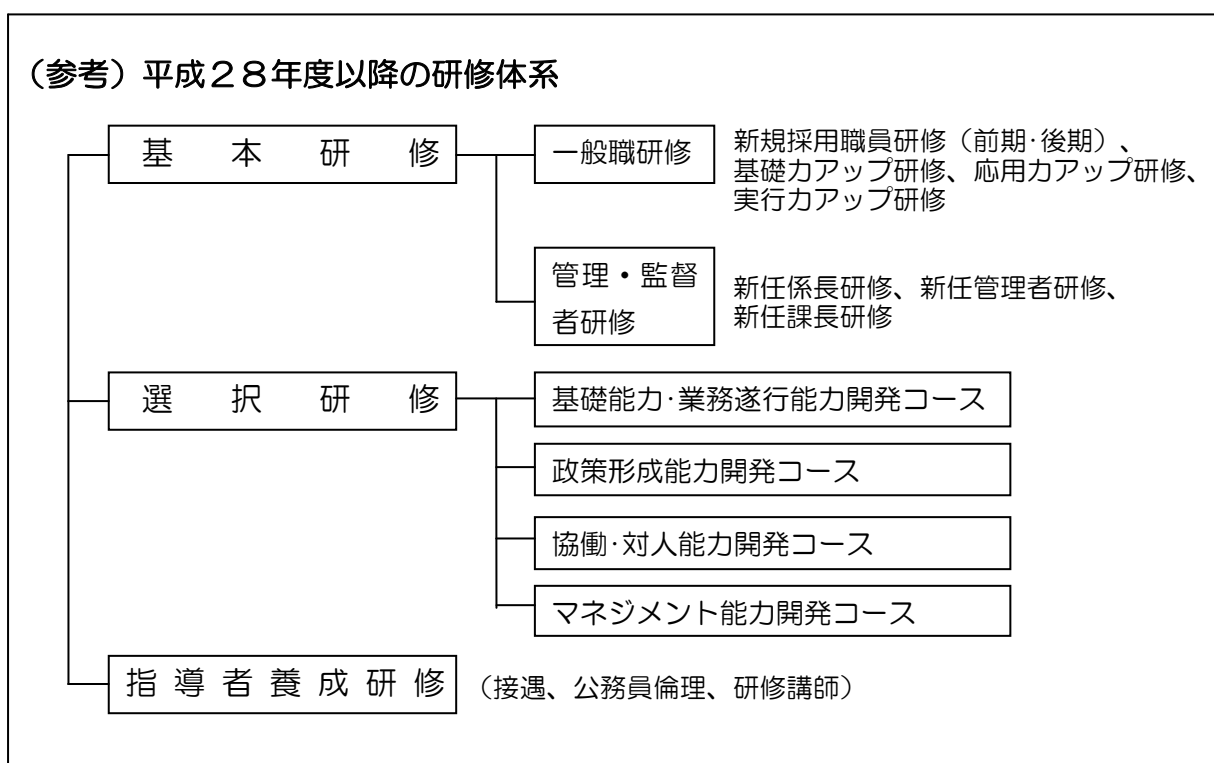 （参考）平成２８年度以降の研修体系
基本研修
一般職研修
新規採用職員研修（前期･後期）、
基礎力アップ研修、応用力アップ研修、
実行力アップ研修
管理・監督
者研修
新任係長研修、新任管理者研修、
新任課長研修
選択研修
基礎能力･業務遂行能力開発コース
政策形成能力開発コース
協働･対人能力開発コース
マネジメント能力開発コース
指導者養成研修
（接遇、公務員倫理、研修講師）